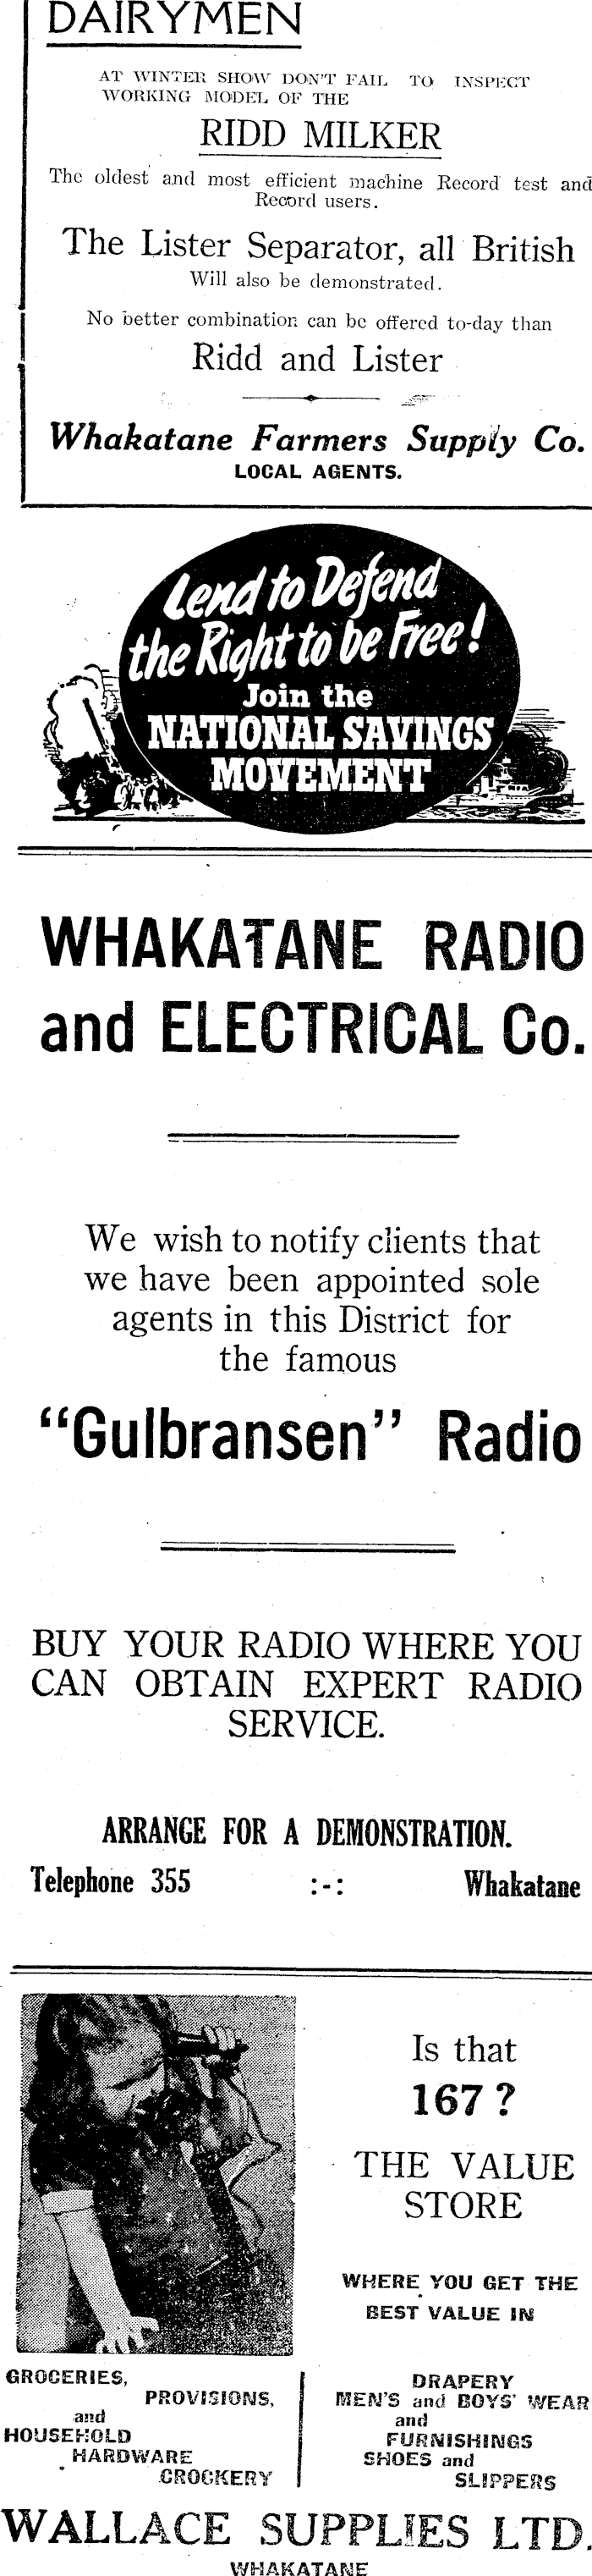 DAIRYMEN
AT WINTER SHOW DON'T FAIL TO INSPECT
WORKING MODEL OF THE
RIDD MILKER
The oldest and most efficient machine Record test and
Record users.
The Lister Separator, all British
Will also be demonstrated.
No better combination can be offered to-day than
Ridd and Lister
Whakatane Farmers Supply Co.
LOCAL AGENTS.
Lend to Defend
the Right to be Free!
Join the
NATIONAL SAVINGS
MOVEMENT
WHAKATANE RADIO
and ELECTRICAL Co.
We wish to notify clients that
we have been appointed sole
agents in this District for
the famous
"Gulbransen" Radio
BUY YOUR RADIO WHERE YOU
CAN OBTAIN EXPERT RADIO
SERVICE.
ARRANGE FOR A DEMONSTRATION.
Telephone 355 :-: Whakatane
Is that
167?
THE VALUE
STORE
WHERE YOU GET THE
BEST VALUE IN
GROCERIES,
PROVISIONS,
and
HOUSEHOLD
HARDWARE
CROCKERY
DRAPERY
MEN'S and BOYS' WEAR
and
FURNISHINGS
SHOES and
SLIPPERS
WALLACE SUPPLIES LTD.
WHAKATANE